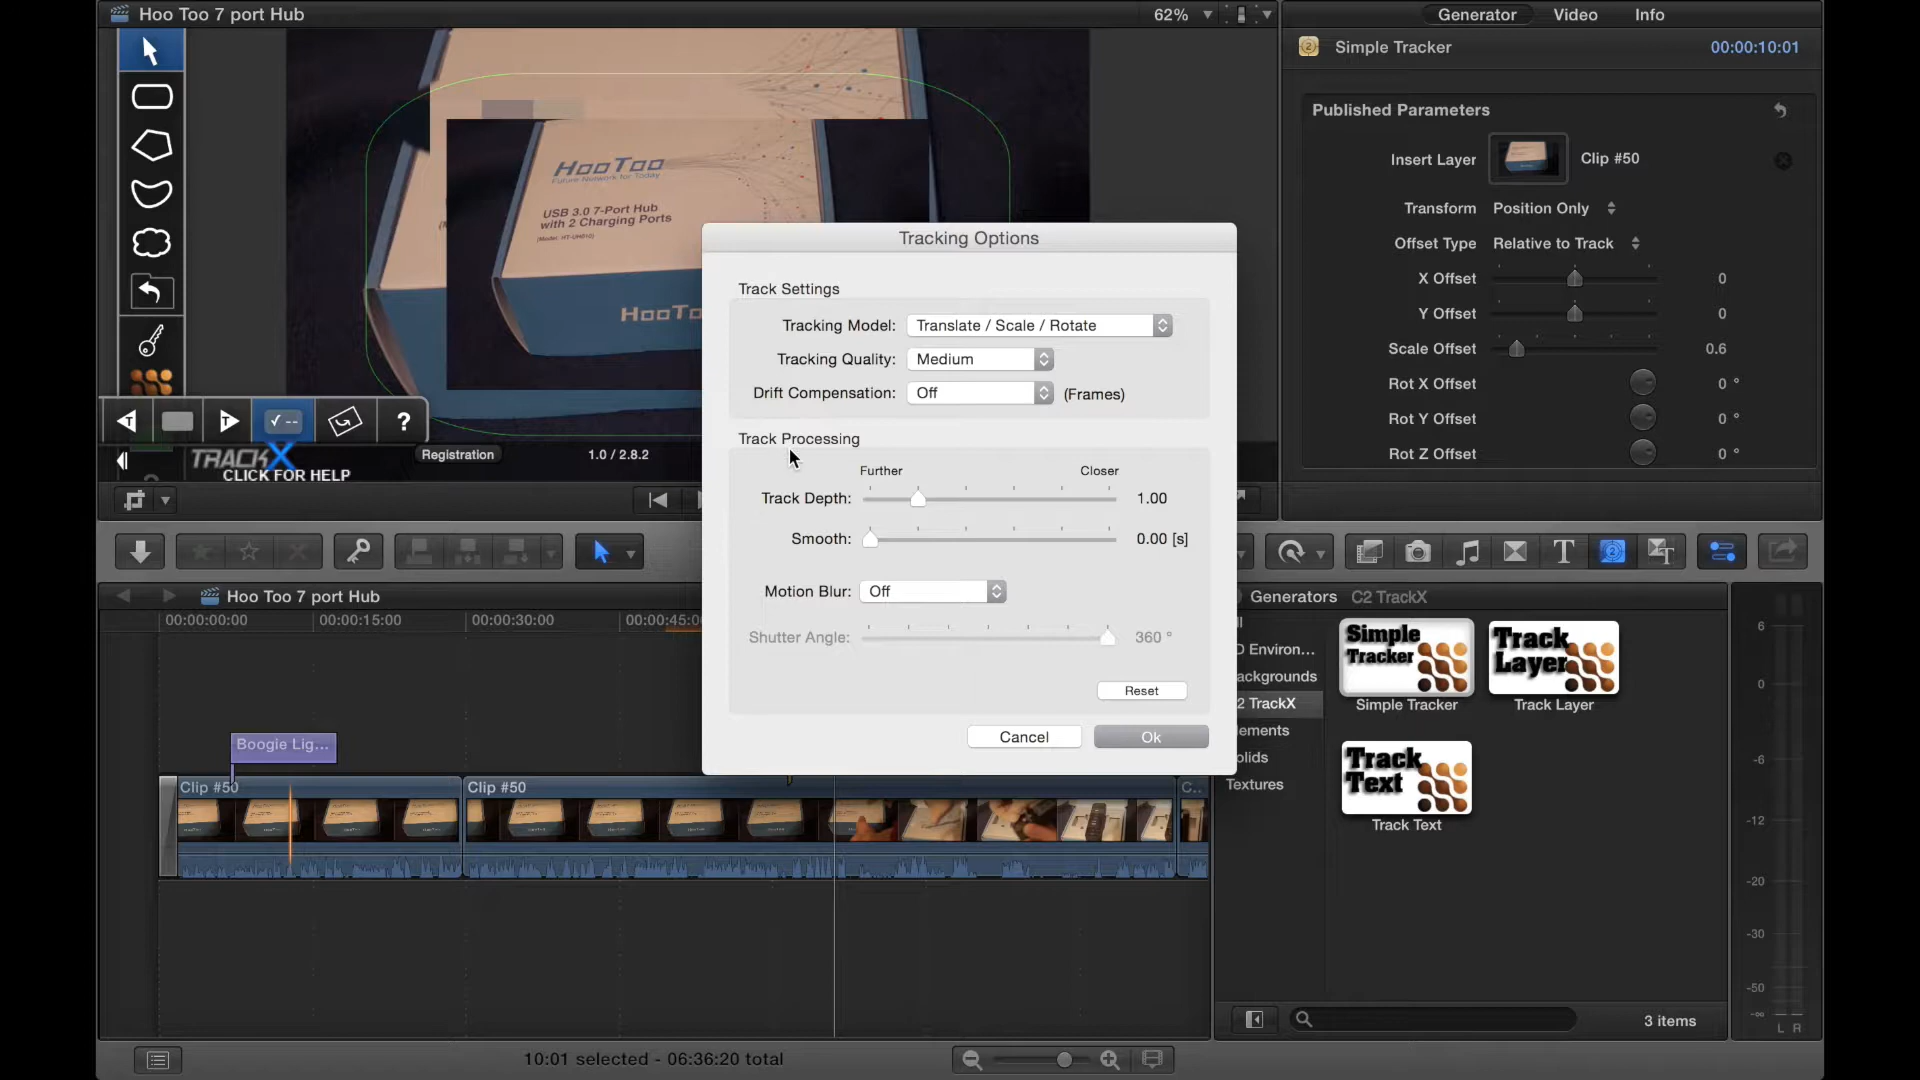 Hoo Too 7 port Hub
62%
Generator
Video
Info
Simple Tracker
00:00:10:01
Published Parameters
Insert Layer
Clip #50
Transform
Position Only
Offset Type
Relative to Track
X Offset
0
Y Offset
0
Scale Offset
0.6
Rot X Offset
0 °
Rot Y Offset
0 °
Rot Z Offset
0 °
HooToo
Future Network for Today
USB 3.0 7-Port Hub
with 2 Charging Ports
HooToo
Tracking Options
Track Settings
Tracking Model:
Translate / Scale / Rotate
Tracking Quality:
Medium
Drift Compensation:
Off
(Frames)
Track Processing
Further
Closer
Track Depth:
1.00
Smooth:
0.00 [s]
Motion Blur:
Off
Shutter Angle:
360 °
Reset
Cancel
Ok
T
T
?
TRACKX
CLICK FOR HELP
Registration
1.0 / 2.8.2
T
2
T
Hoo Too 7 port Hub
00:00:00:00
00:00:15:00
00:00:30:00
00:00:45:00
Boogie Lig...
Clip #50
Clip #50
C..
Generators
C2 TrackX
D Environ...
ackgrounds
2 TrackX
lements
olids
Textures
Simple Tracker
Simple Tracker
Track Layer
Track Layer
Track Text
Track Text
6
0
-6
-12
-20
-30
-50
-∞
L R
3 items
10:01 selected - 06:36:20 total